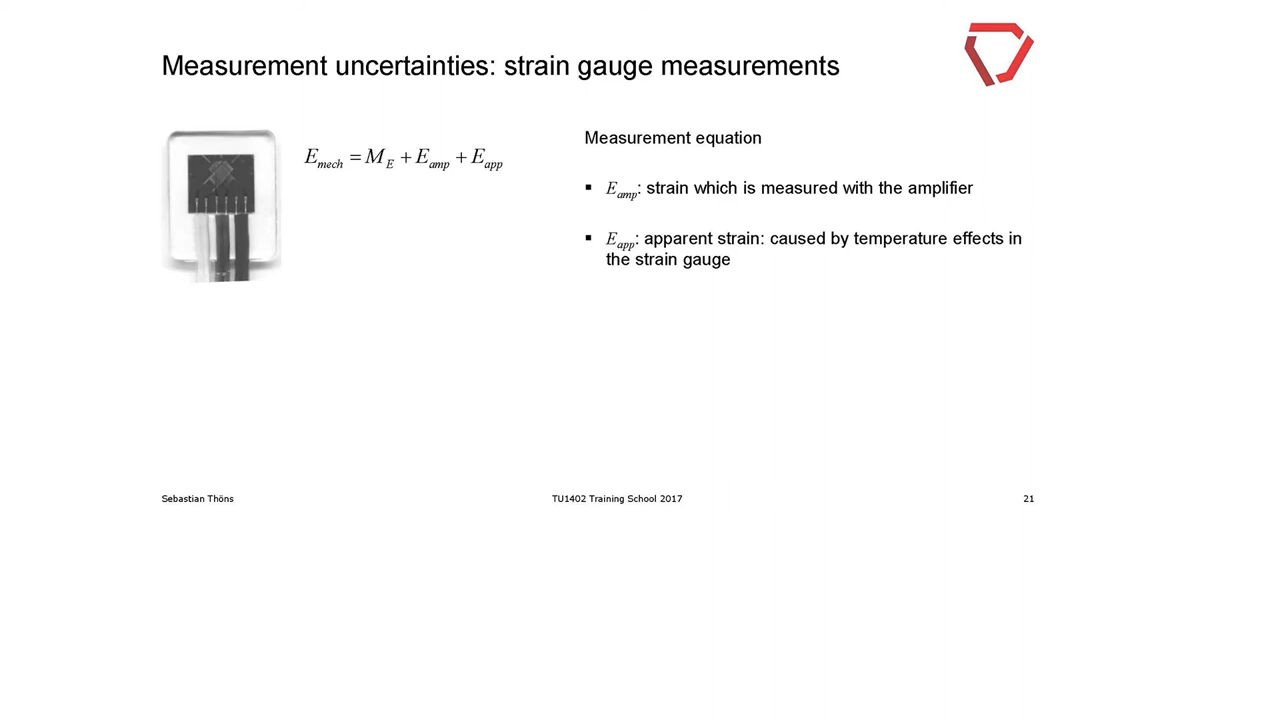 Measurement uncertainties: strain gauge measurements
E_mech = M_E + E_amp + E_app
Measurement equation
▪ E_amp: strain which is measured with the amplifier
▪ E_app: apparent strain: caused by temperature effects in
the strain gauge
Sebastian Thöns
TU1402 Training School 2017
21